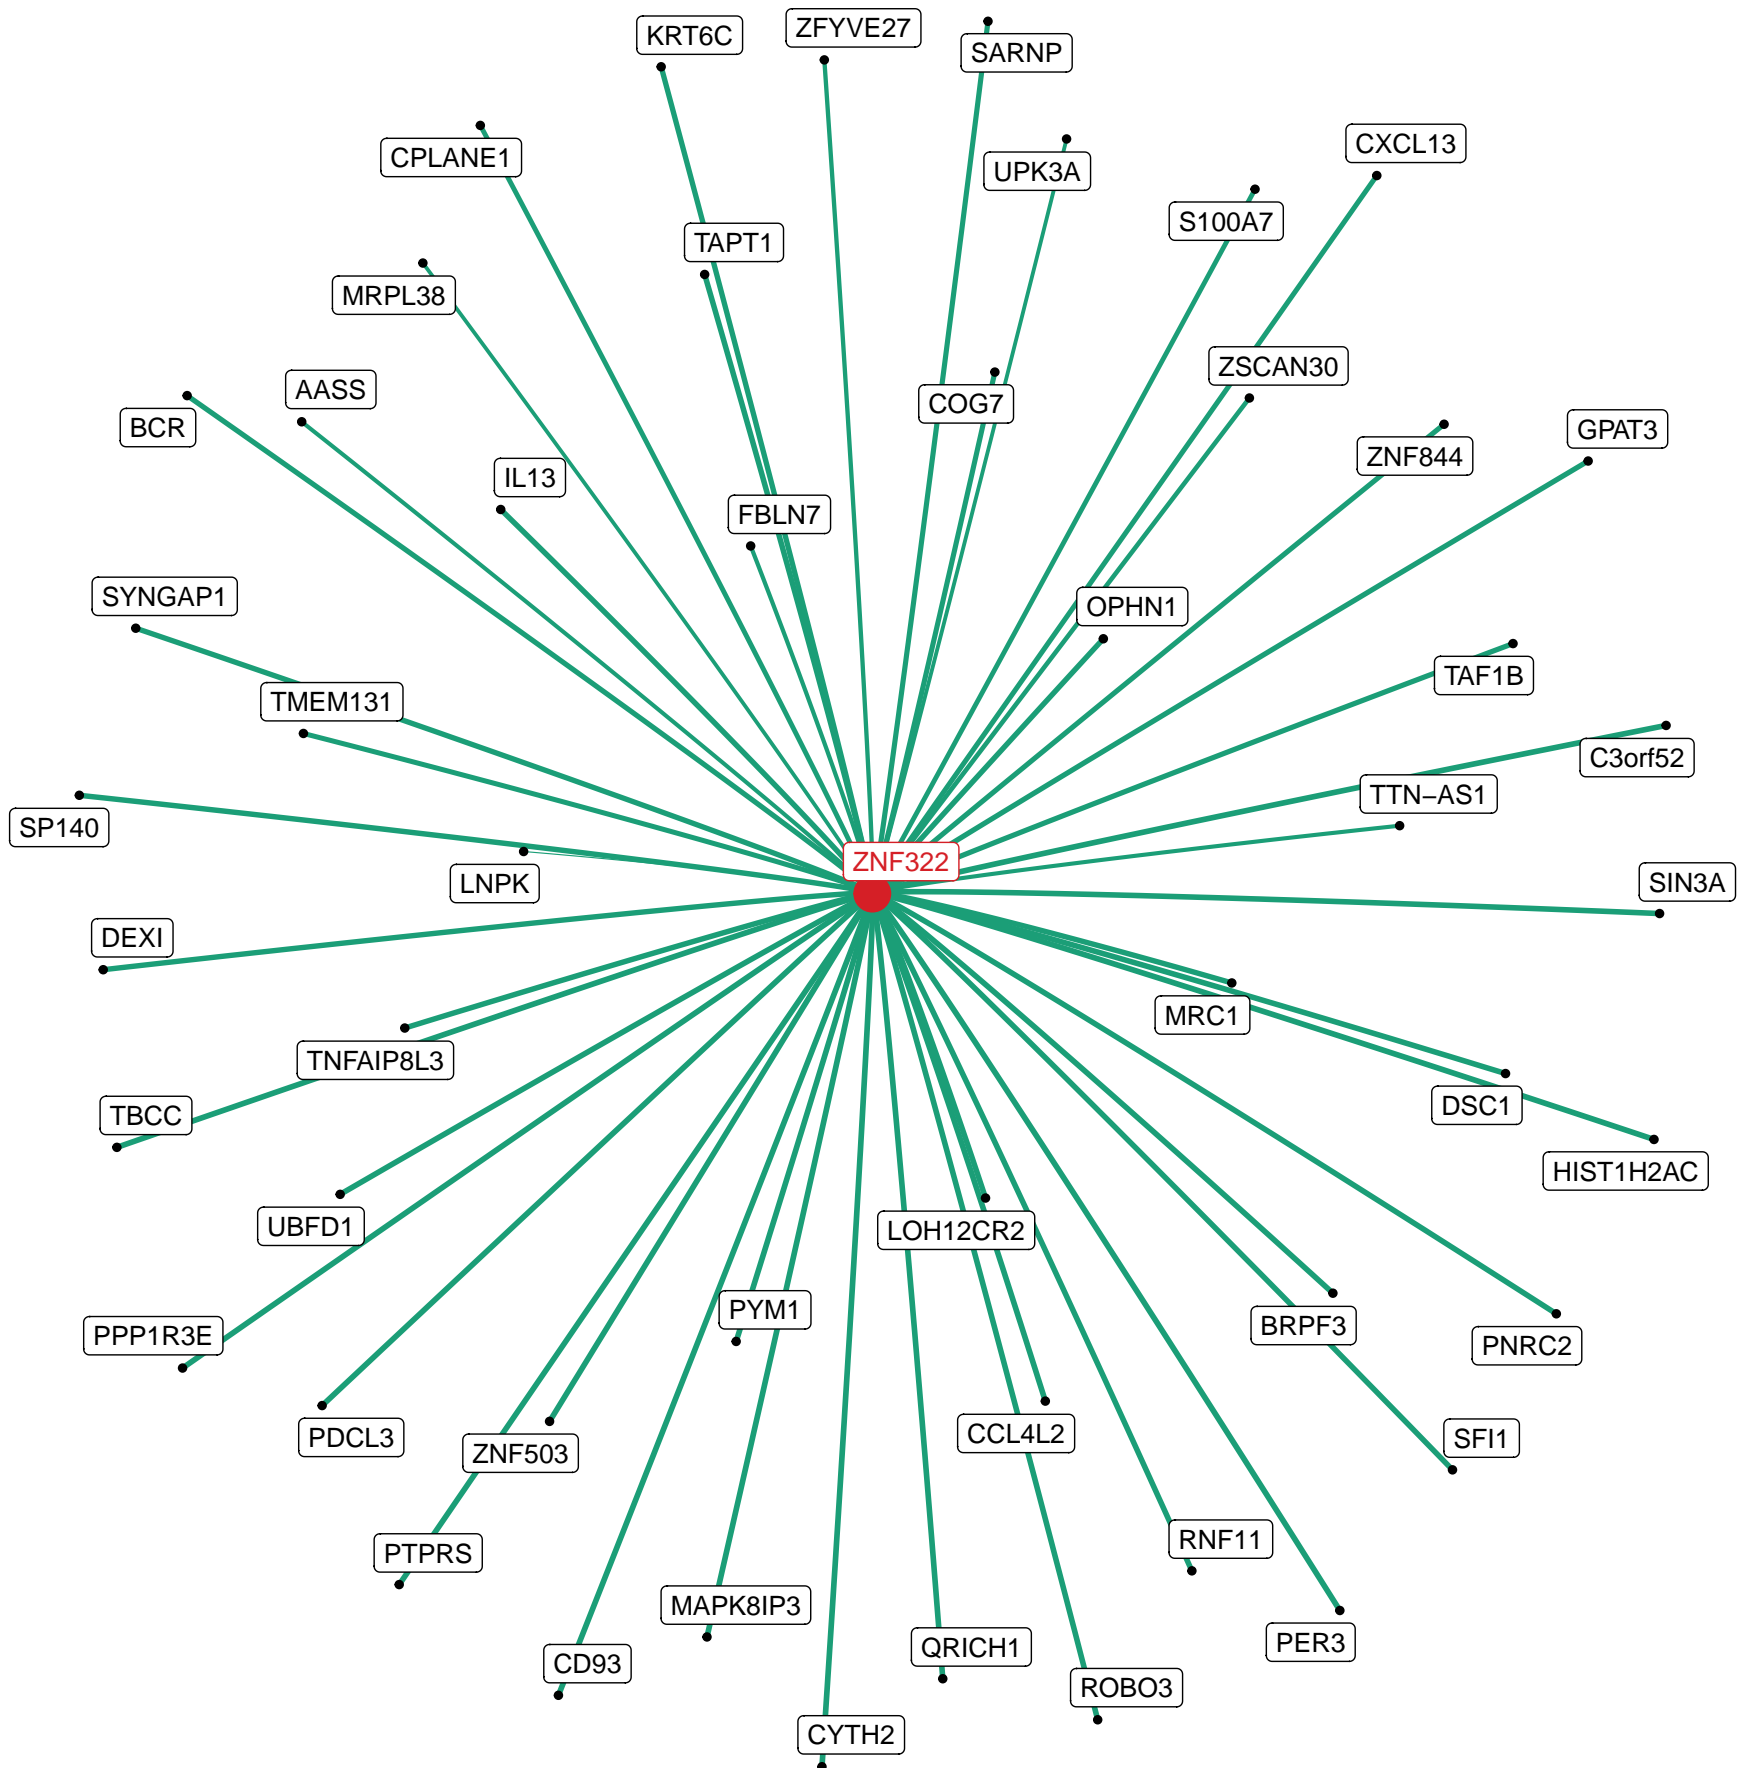 ZFYVE27
KRT6C
SARNP
CXCL13
CPLANE1
UPK3A
S100A7
TAPT1
MRPL38
ZSCAN30
AASS
COG7
BCR
GPAT3
ZNF844
IL13
FBLN7
SYNGAP1
OPHN1
TAF1B
TMEM131
C3orf52
TTN–AS1
SP140
ZNF322
LNPK
SIN3A
DEXI
MRC1
TNFAIP8L3
DSC1
TBCC
HIST1H2AC
UBFD1
LOH12CR2
PYM1
BRPF3
PPP1R3E
PNRC2
CCL4L2
PDCL3
SFI1
ZNF503
RNF11
PTPRS
MAPK8IP3
PER3
QRICH1
CD93
ROBO3
CYTH2